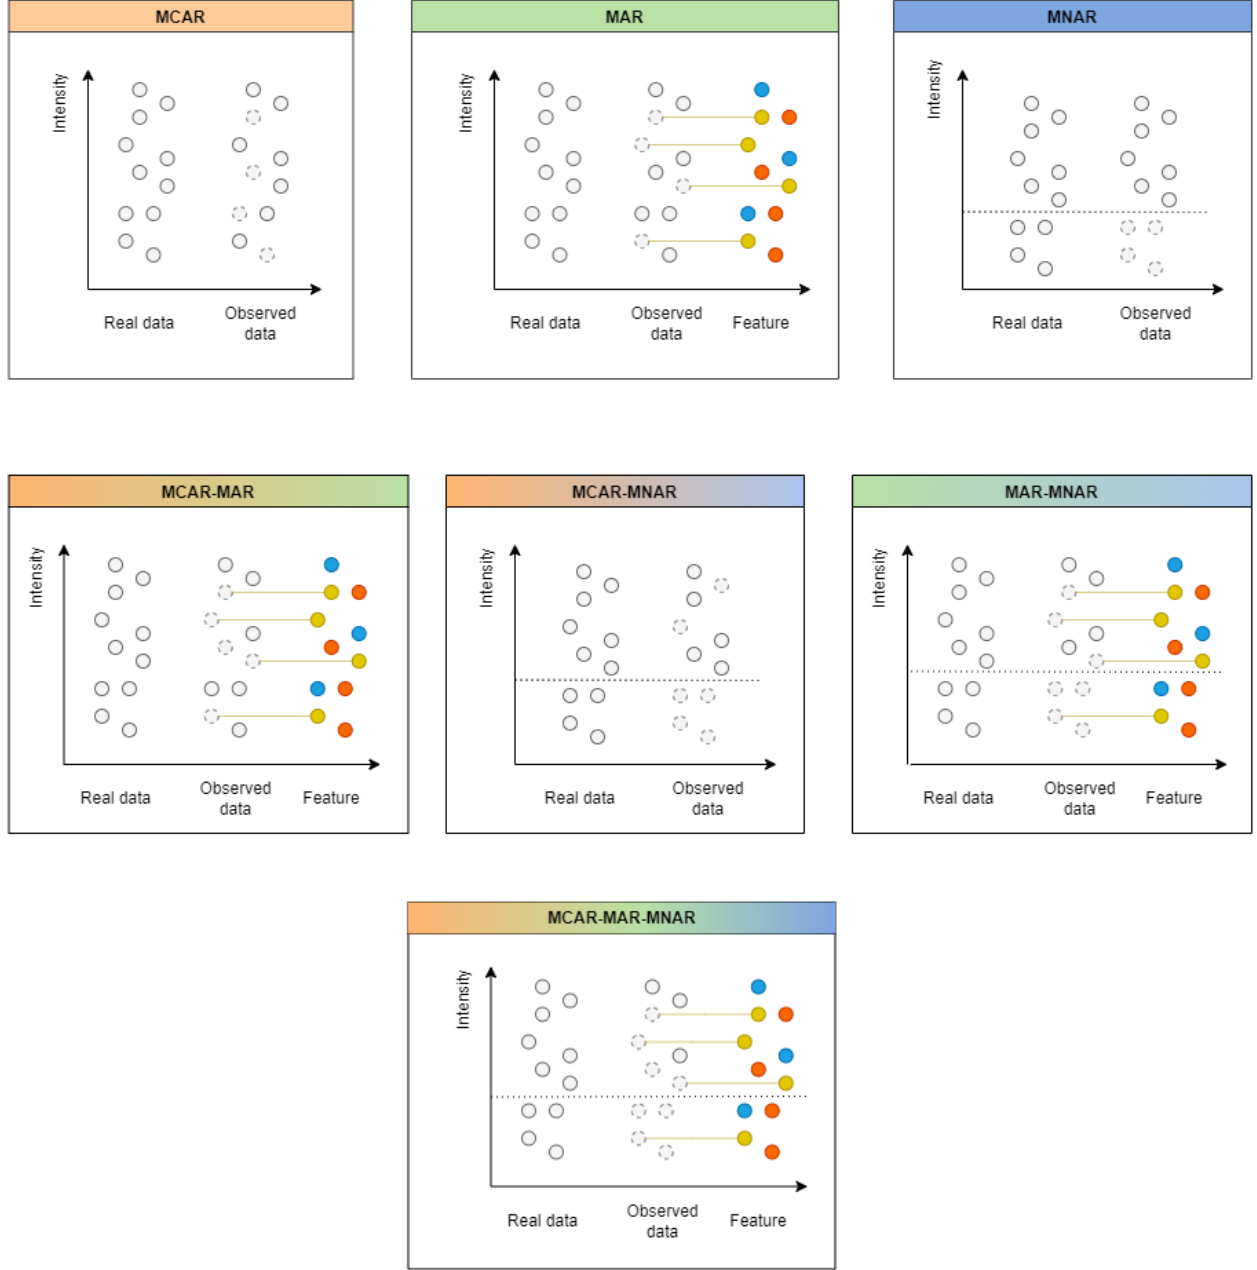 MCAR
MAR
MNAR
Intensity
Real data
Observed
data
Intensity
Real data
Observed
data
Feature
Intensity
Real data
Observed
data
MCAR-MAR
MCAR-MNAR
MAR-MNAR
Intensity
Real data
Observed
data
Feature
Intensity
Real data
Observed
data
Intensity
Real data
Observed
data
Feature
MCAR-MAR-MNAR
Intensity
Real data
Observed
data
Feature